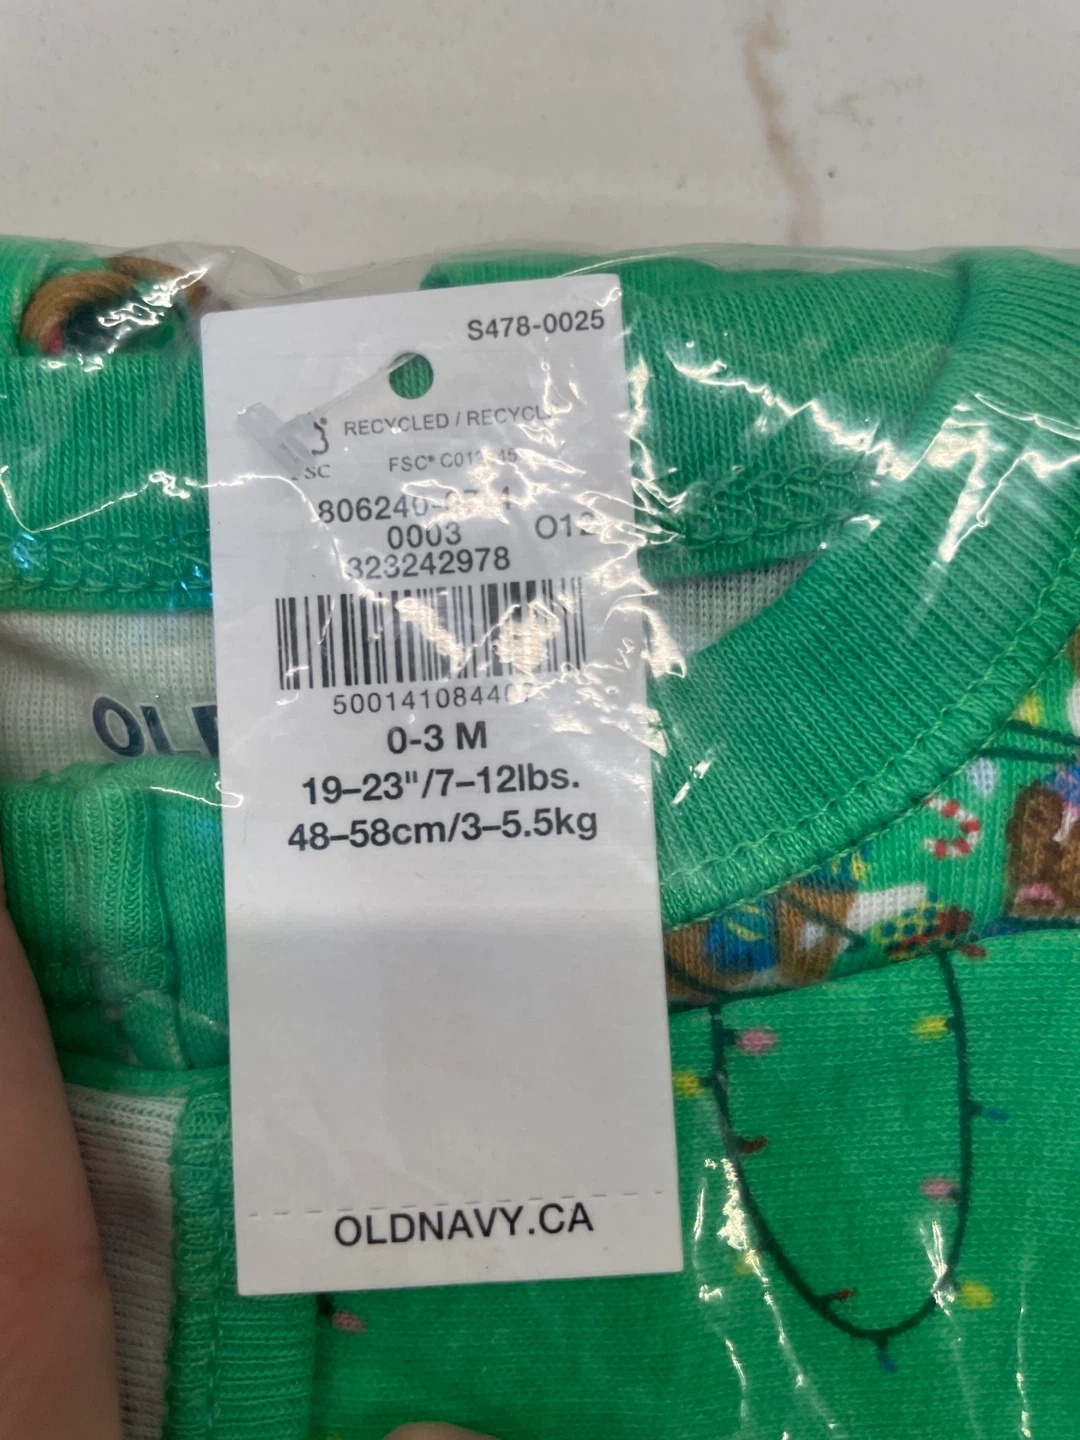 S478-0025
RECYCLED /
FSC®
0003
323242978
0-3 M
19–23"/7–12lbs.
48–58cm/3–5.5kg
OLDNAVY.CA